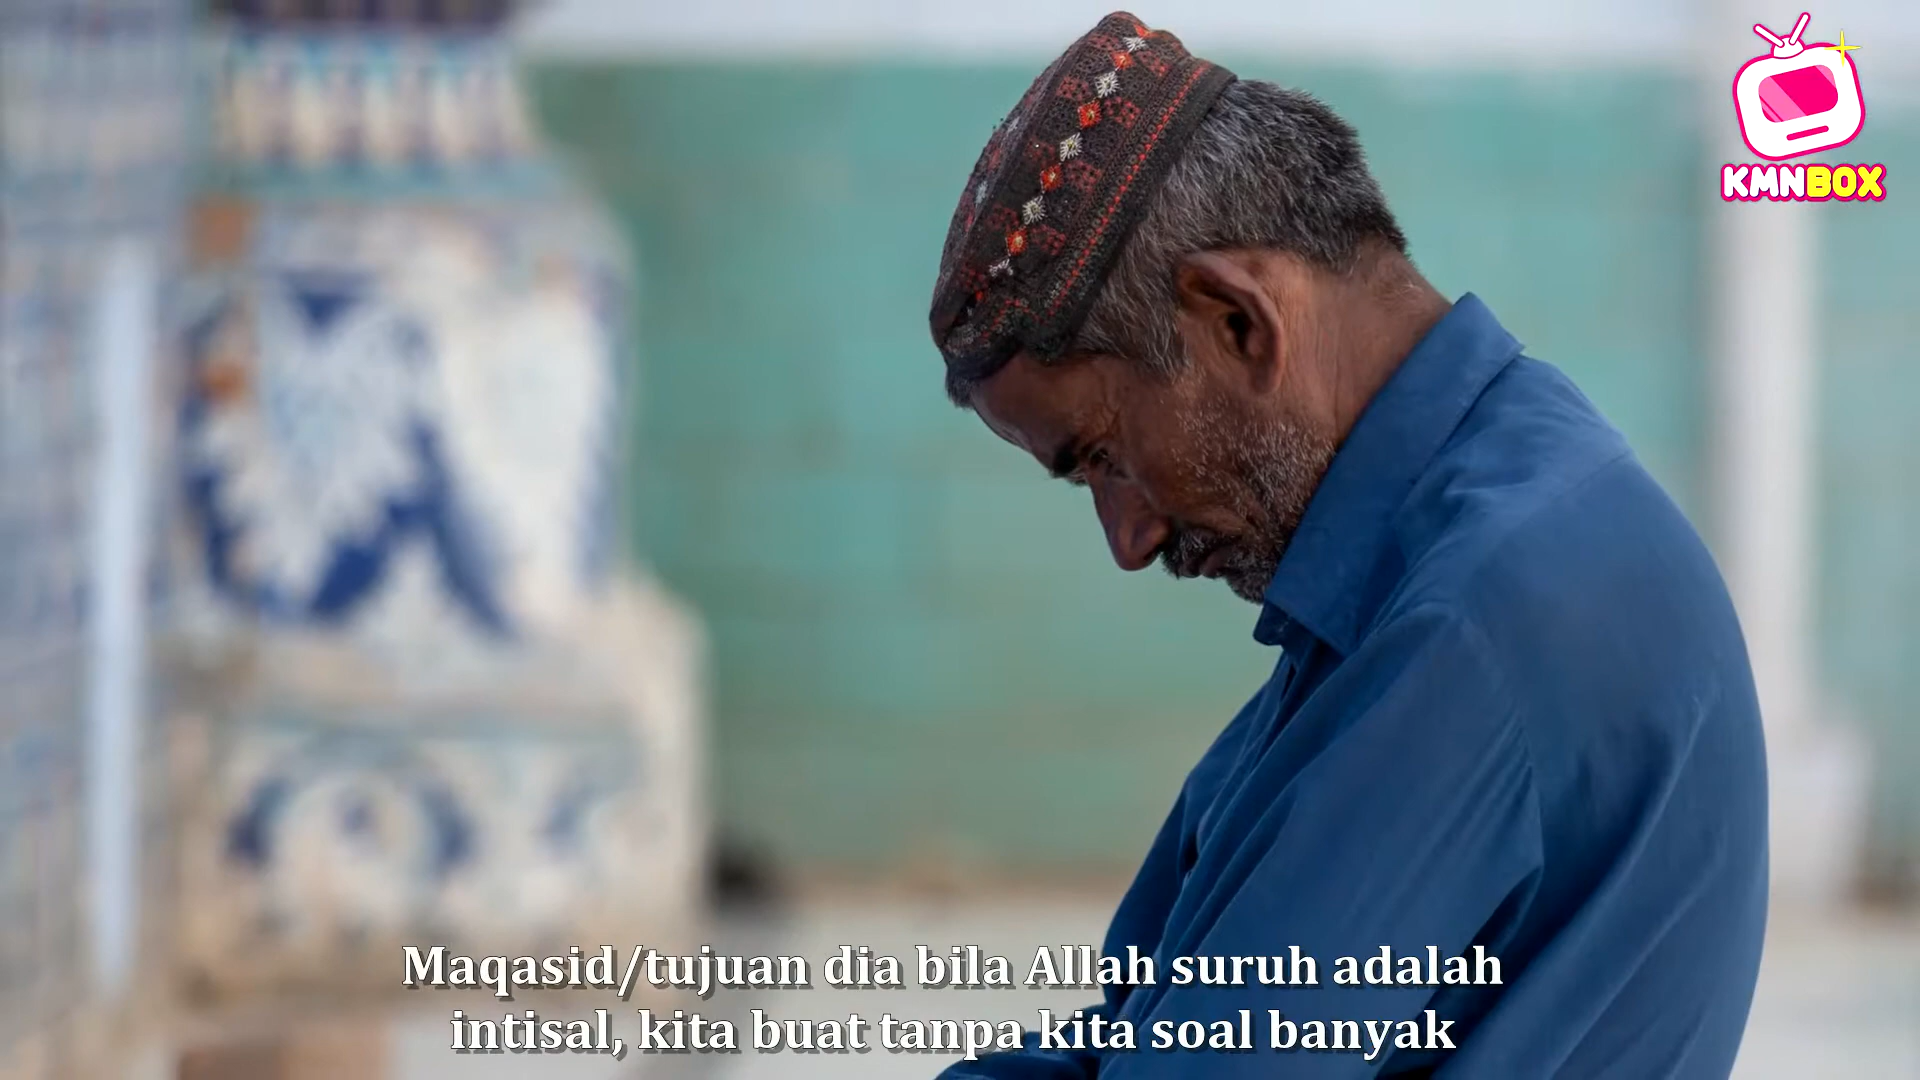 KMNBOX
Maqasid/tujuan dia bila Allah suruh adalah
intisal, kita buat tanpa kita soal banyak